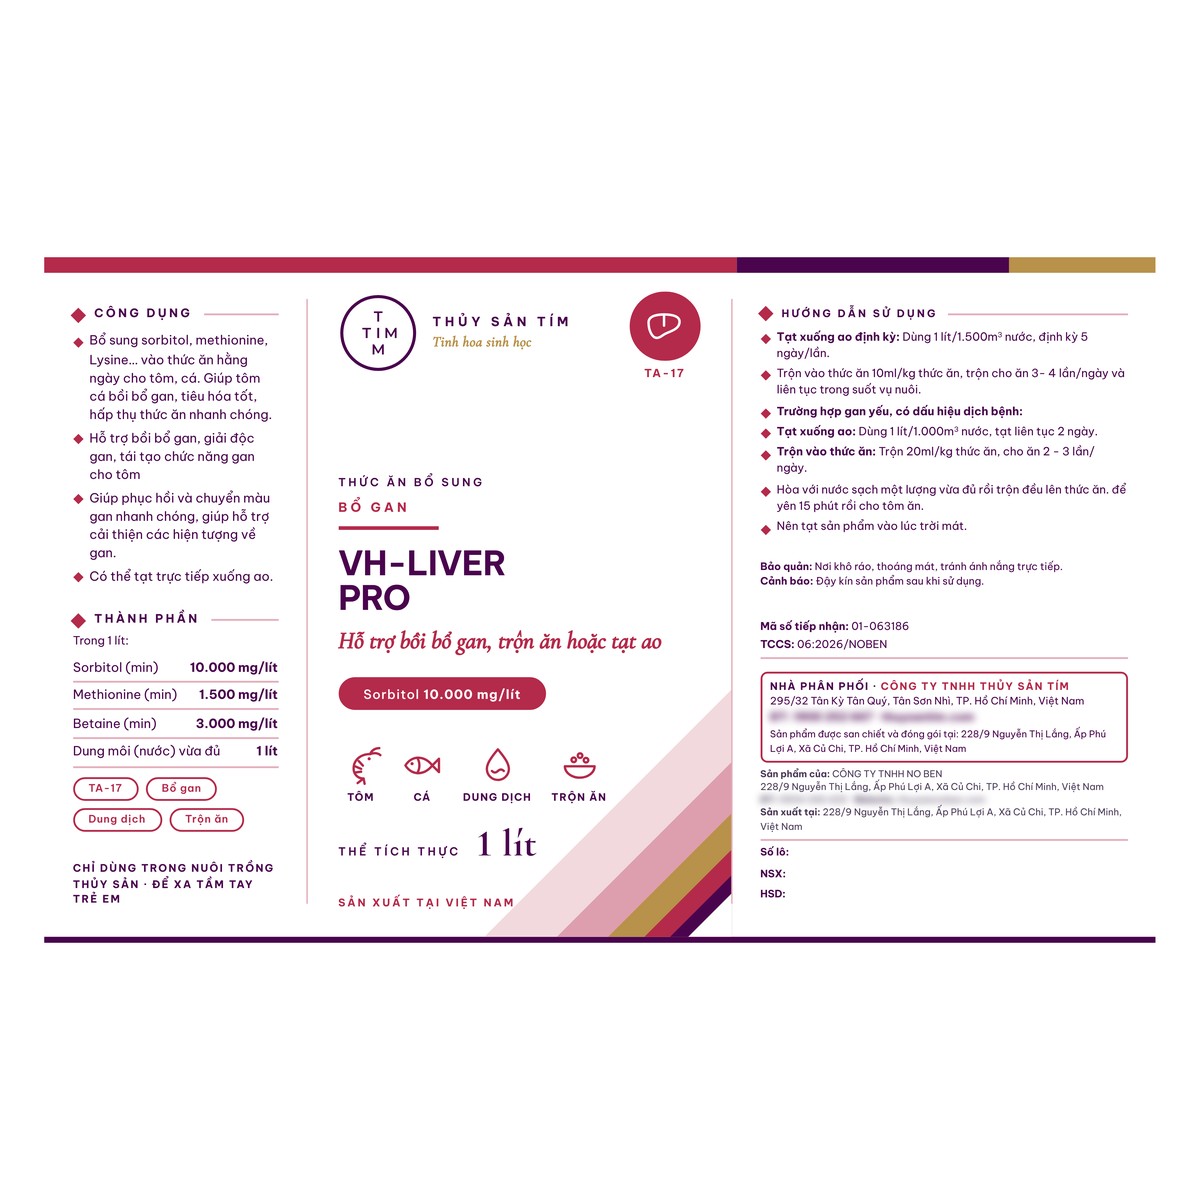 CÔNG DỤNG
Bổ sung sorbitol, methionine,
Lysine... vào thức ăn hằng
ngày cho tôm, cá. Giúp tôm
cá bồi bổ gan, tiêu hóa tốt,
hấp thụ thức ăn nhanh chóng.
Hỗ trợ bồi bổ gan, giải độc
gan, tái tạo chức năng gan
cho tôm
Giúp phục hồi và chuyển màu
gan nhanh chóng, giúp hỗ trợ
cải thiện các hiện tượng về
gan.
Có thể tạt trực tiếp xuống ao.
THÀNH PHẦN
Trong 1 lít:
Sorbitol (min) 10.000 mg/lít
Methionine (min) 1.500 mg/lít
Betaine (min) 3.000 mg/lít
Dung môi (nước) vừa đủ 1 lít
TA-17 Bổ gan
Dung dịch Trộn ăn
CHỈ DÙNG TRONG NUÔI TRỒNG
THỦY SẢN · ĐỂ XA TẦM TAY
TRẺ EM
T
TIM
M
THỦY SẢN TÍM
Tinh hoa sinh học
TA-17
THỨC ĂN BỔ SUNG
BỔ GAN
VH-LIVER
PRO
Hỗ trợ bồi bổ gan, trộn ăn hoặc tạt ao
Sorbitol 10.000 mg/lít
TÔM CÁ DUNG DỊCH TRỘN ĂN
THỂ TÍCH THỰC 1 lít
SẢN XUẤT TẠI VIỆT NAM
HƯỚNG DẪN SỬ DỤNG
Tạt xuống ao định kỳ: Dùng 1 lít/1.500m³ nước, định kỳ 5
ngày/lần.
Trộn vào thức ăn 10ml/kg thức ăn, trộn cho ăn 3- 4 lần/ngày và
liên tục trong suốt vụ nuôi.
Trường hợp gan yếu, có dấu hiệu dịch bệnh:
Tạt xuống ao: Dùng 1 lít/1.000m³ nước, tạt liên tục 2 ngày.
Trộn vào thức ăn: Trộn 20ml/kg thức ăn, cho ăn 2 - 3 lần/
ngày.
Hòa với nước sạch một lượng vừa đủ rồi trộn đều lên thức ăn. để
yên 15 phút rồi cho tôm ăn.
Nên tạt sản phẩm vào lúc trời mát.
Bảo quản: Nơi khô ráo, thoáng mát, tránh ánh nắng trực tiếp.
Cảnh báo: Đậy kín sản phẩm sau khi sử dụng.
Mã số tiếp nhận: 01-063186
TCCS: 06:2026/NOBEN
NHÀ PHÂN PHỐI · CÔNG TY TNHH THỦY SẢN TÍM
295/32 Tân Kỳ Tân Quý, Tân Sơn Nhì, TP. Hồ Chí Minh, Việt Nam
Sản phẩm được san chiết và đóng gói tại: 228/9 Nguyễn Thị Lắng, Ấp Phú
Lợi A, Xã Củ Chi, TP. Hồ Chí Minh, Việt Nam
Sản phẩm của: CÔNG TY TNHH NO BEN
228/9 Nguyễn Thị Lắng, Ấp Phú Lợi A, Xã Củ Chi, TP. Hồ Chí Minh, Việt Nam
Sản xuất tại: 228/9 Nguyễn Thị Lắng, Ấp Phú Lợi A, Xã Củ Chi, TP. Hồ Chí Minh,
Việt Nam
Số lô:
NSX:
HSD: